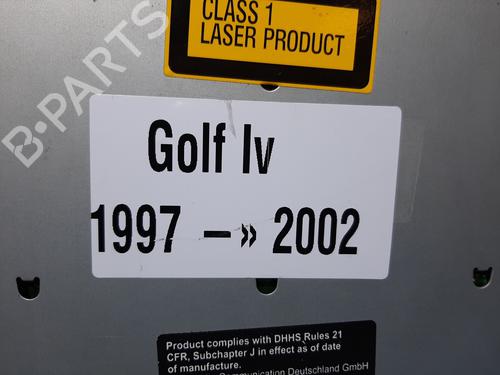 CLASS 1
LASER PRODUCT
B-PARTS
Golf Iv
1997 –» 2002
Product complies with DHHS Rules 21
CFR, Subchapter J in effect as of date
of manufacture.
Communication Deutschland GmbH